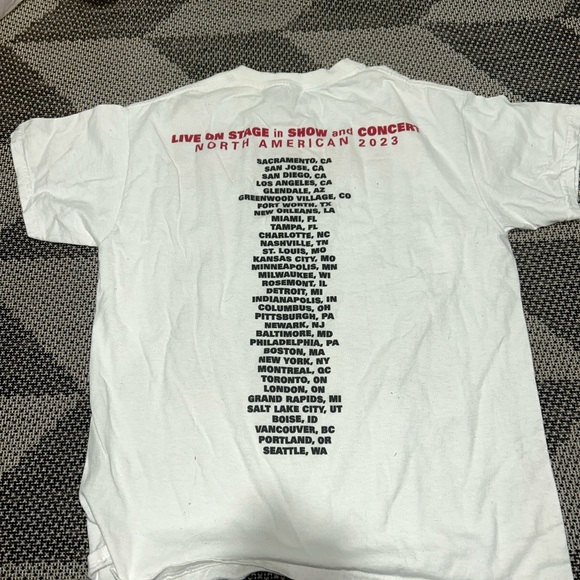 LIVE ON STAGE in SHOW and CONCERT
NORTH AMERICAN 2023
SACRAMENTO, CA
SAN JOSE, CA
SAN DIEGO, CA
LOS ANGELES, CA
GLENDALE, AZ
GREENWOOD VILLAGE, CO
FORT WORTH, TX
NEW ORLEANS, LA
MIAMI, FL
TAMPA, FL
CHARLOTTE, NC
NASHVILLE, TN
ST. LOUIS, MO
KANSAS CITY, MO
MINNEAPOLIS, MN
MILWAUKEE, WI
ROSEMONT, IL
DETROIT, MI
INDIANAPOLIS, IN
COLUMBUS, OH
PITTSBURGH, PA
NEWARK, NJ
BALTIMORE, MD
PHILADELPHIA, PA
BOSTON, MA
NEW YORK, NY
MONTREAL, QC
TORONTO, ON
LONDON, ON
GRAND RAPIDS, MI
SALT LAKE CITY, UT
BOISE, ID
VANCOUVER, BC
PORTLAND, OR
SEATTLE, WA